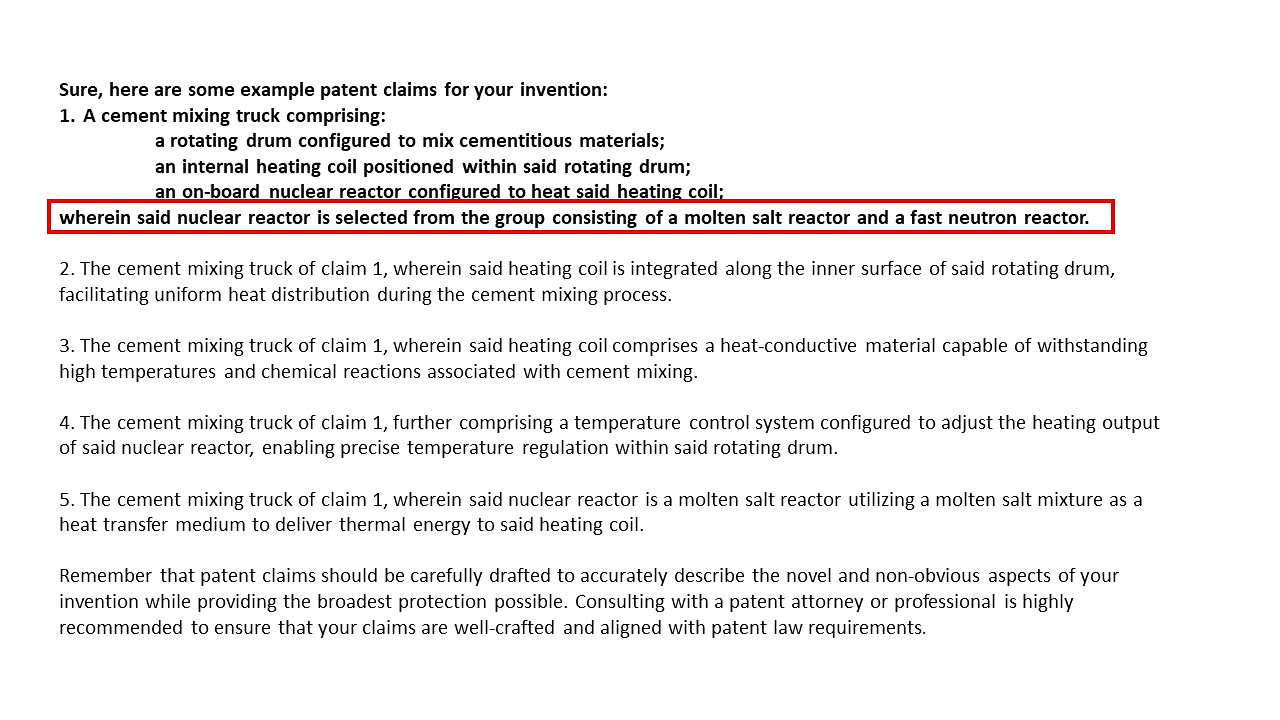 Sure, here are some example patent claims for your invention:
1. A cement mixing truck comprising:
a rotating drum configured to mix cementitious materials;
an internal heating coil positioned within said rotating drum;
an on-board nuclear reactor configured to heat said heating coil;
wherein said nuclear reactor is selected from the group consisting of a molten salt reactor and a fast neutron reactor.
2. The cement mixing truck of claim 1, wherein said heating coil is integrated along the inner surface of said rotating drum,
facilitating uniform heat distribution during the cement mixing process.
3. The cement mixing truck of claim 1, wherein said heating coil comprises a heat-conductive material capable of withstanding
high temperatures and chemical reactions associated with cement mixing.
4. The cement mixing truck of claim 1, further comprising a temperature control system configured to adjust the heating output
of said nuclear reactor, enabling precise temperature regulation within said rotating drum.
5. The cement mixing truck of claim 1, wherein said nuclear reactor is a molten salt reactor utilizing a molten salt mixture as a
heat transfer medium to deliver thermal energy to said heating coil.
Remember that patent claims should be carefully drafted to accurately describe the novel and non-obvious aspects of your
invention while providing the broadest protection possible. Consulting with a patent attorney or professional is highly
recommended to ensure that your claims are well-crafted and aligned with patent law requirements.